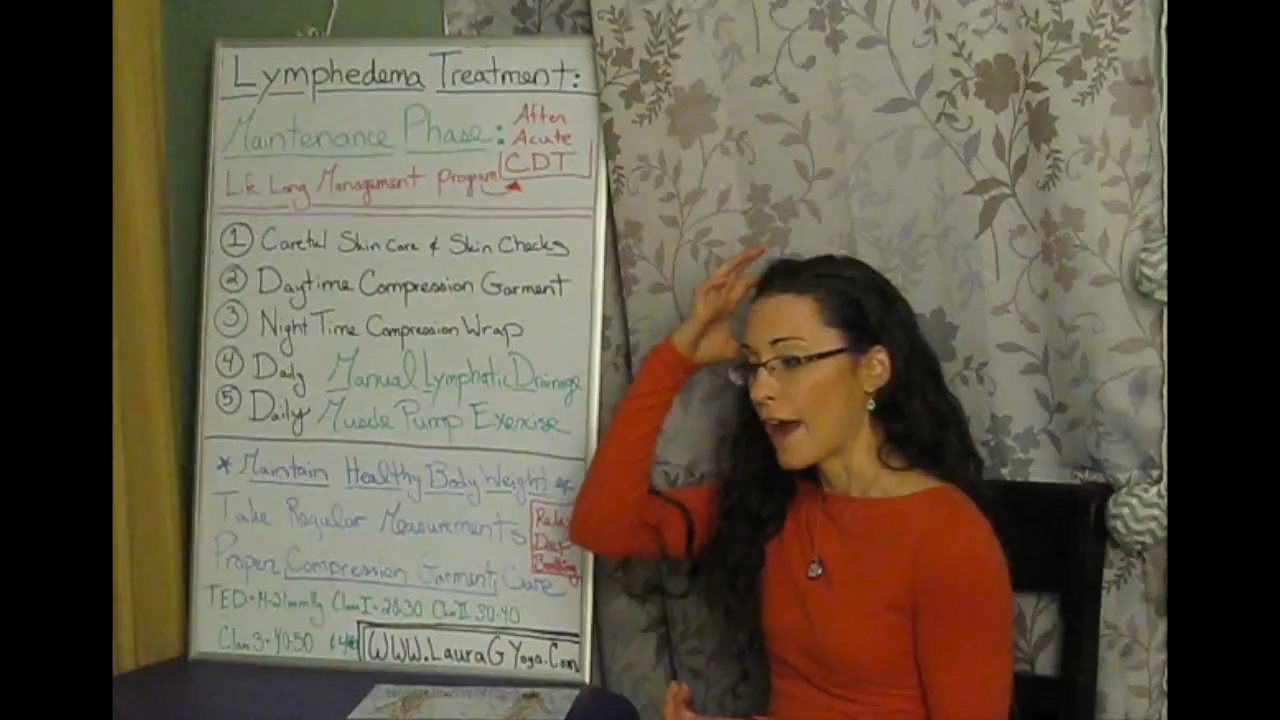 Lymphedema Treatment:
Maintenance Phase:
After
Acute
CDT
Life Long Management Program
1 Careful Skin Care & Skin Checks
2 Daytime Compression Garment
3 Night Time Compression Wrap
4 Daily Manual Lymphatic Drainage
5 Daily Muscle Pump Exercise
* Maintain Healthy Body Weight *
Take Regular Measurements
Proper Compression Garment Care
Relax
Deep
TED = 14-21mmHg Class I = 20-30 Class II 30-40
Class 3 = 40-50
WWW.LauraGYoga.Com